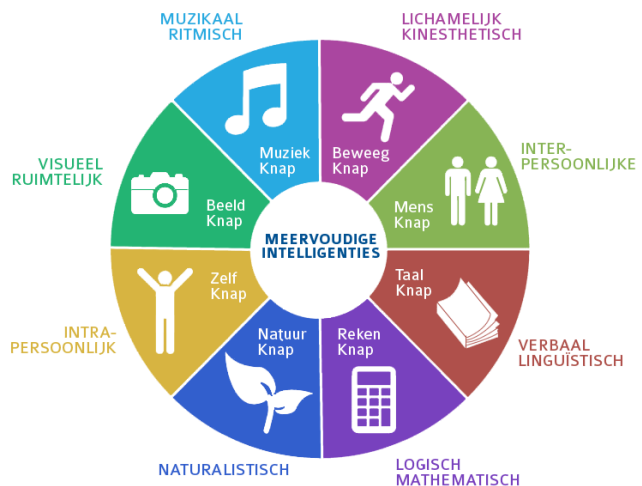 MUZIKAAL
RITMISCH
LICHAMELIJK
KINESTHETISCH
INTER-
PERSOONLIJKE
VERBAAL
LINGUÏSTISCH
LOGISCH
MATHEMATISCH
NATURALISTISCH
INTRA-
PERSOONLIJK
VISUEEL
RUIMTELIJK
Muziek
Knap
Beweeg
Knap
Mens
Knap
Taal
Knap
Reken
Knap
Natuur
Knap
Zelf
Knap
Beeld
Knap
MEERVOUDIGE
INTELLIGENTIES